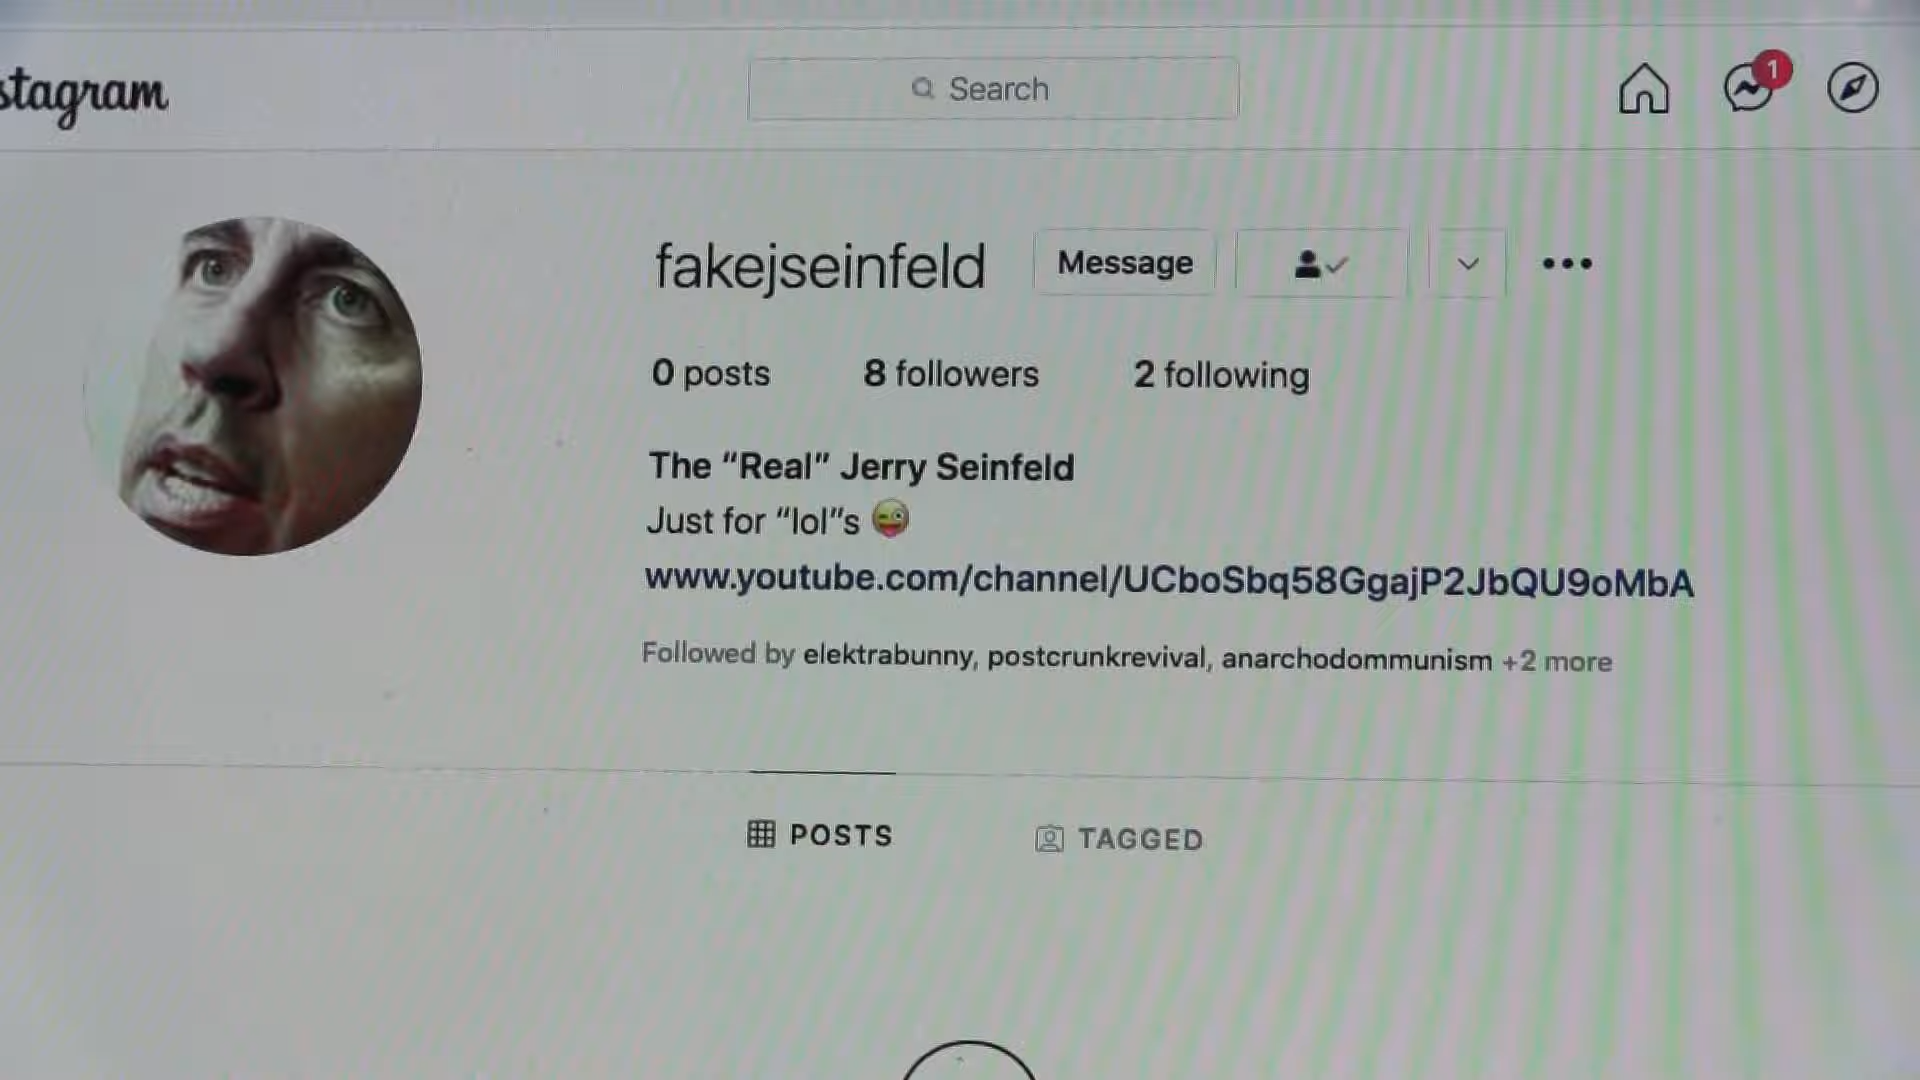 stagram
Search
1
fakejseinfeld
Message
0 posts 8 followers 2 following
The “Real” Jerry Seinfeld
Just for “lol”s 😜
www.youtube.com/channel/UCboSbq58GgajP2JbQU9oMbA
Followed by elektrabunny, postcrunkrevival, anarchodommunism +2 more
POSTS TAGGED